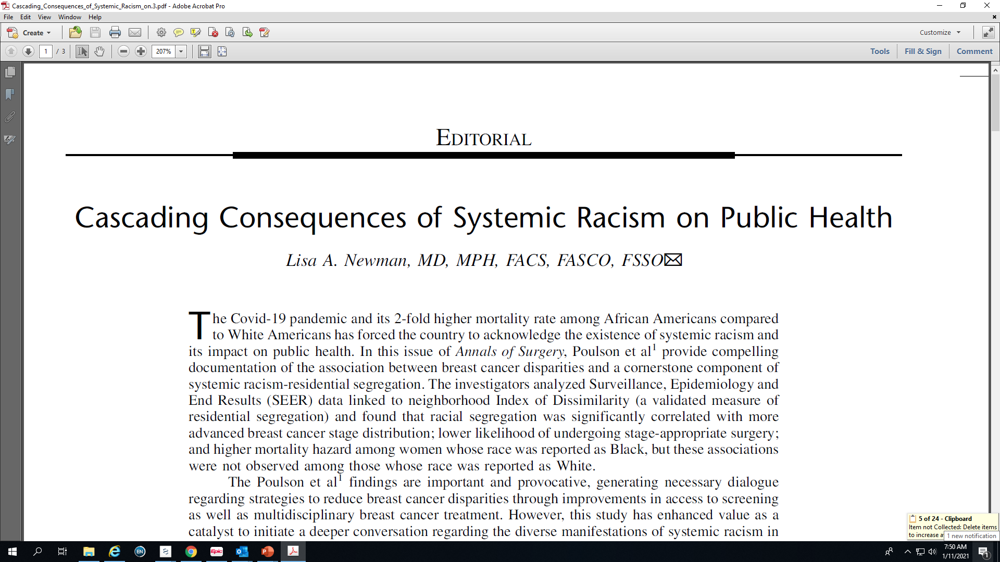 Cascading_Consequences_of_Systemic_Racism_on.3.pdf - Adobe Acrobat Pro
File Edit View Window Help
Create
Customize
1 / 3
207%
Tools Fill & Sign Comment
EDITORIAL
Cascading Consequences of Systemic Racism on Public Health
Lisa A. Newman, MD, MPH, FACS, FASCO, FSSO
The Covid-19 pandemic and its 2-fold higher mortality rate among African Americans compared
to White Americans has forced the country to acknowledge the existence of systemic racism and
its impact on public health. In this issue of Annals of Surgery, Poulson et al1 provide compelling
documentation of the association between breast cancer disparities and a cornerstone component of
systemic racism-residential segregation. The investigators analyzed Surveillance, Epidemiology and
End Results (SEER) data linked to neighborhood Index of Dissimilarity (a validated measure of
residential segregation) and found that racial segregation was significantly correlated with more
advanced breast cancer stage distribution; lower likelihood of undergoing stage-appropriate surgery;
and higher mortality hazard among women whose race was reported as Black, but these associations
were not observed among those whose race was reported as White.
The Poulson et al1 findings are important and provocative, generating necessary dialogue
regarding strategies to reduce breast cancer disparities through improvements in access to screening
as well as multidisciplinary breast cancer treatment. However, this study has enhanced value as a
catalyst to initiate a deeper conversation regarding the diverse manifestations of systemic racism in
5 of 24 - Clipboard
Item not Collected: Delete items
to increase a
1 new notification
EN
Epic
7:50 AM
1/11/2021
1